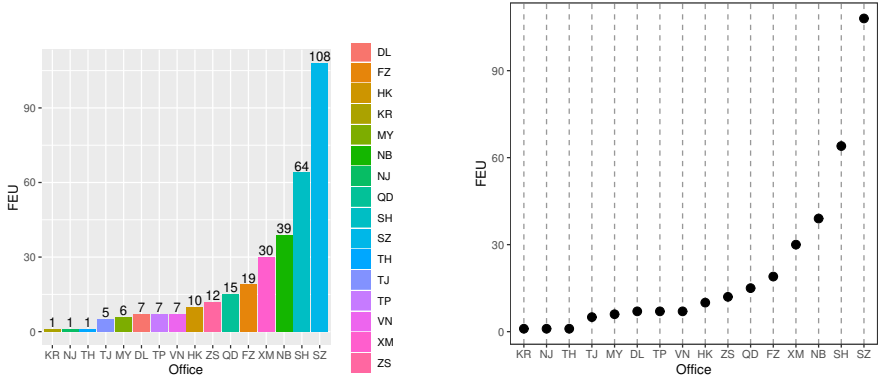 108
64
39
30
19
15
12
10
7 7 7
6
5
1 1 1
FEU
90
60
30
0
KR NJ TH TJ MY DL TP VN HK ZS QD FZ XM NB SH SZ
Office
DL
FZ
HK
KR
MY
NB
NJ
QD
SH
SZ
TH
TJ
TP
VN
XM
ZS
FEU
90
60
30
0
KR NJ TH TJ MY DL TP VN HK ZS QD FZ XM NB SH SZ
Office